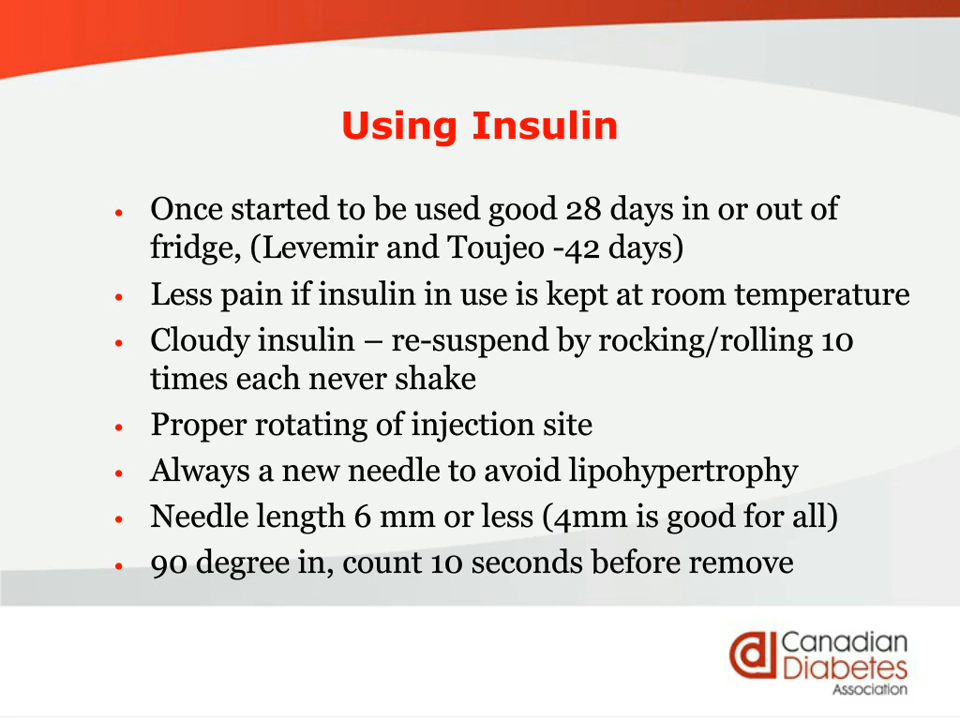 Using Insulin
• Once started to be used good 28 days in or out of
fridge, (Levemir and Toujeo -42 days)
• Less pain if insulin in use is kept at room temperature
• Cloudy insulin – re-suspend by rocking/rolling 10
times each never shake
• Proper rotating of injection site
• Always a new needle to avoid lipohypertrophy
• Needle length 6 mm or less (4mm is good for all)
• 90 degree in, count 10 seconds before remove
Canadian
Diabetes
Association